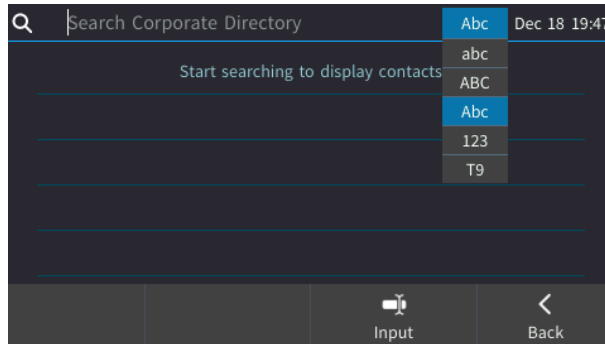 Search Corporate Directory
Abc
Dec 18 19:47
Start searching to display contacts
abc
ABC
Abc
123
T9
Input
Back